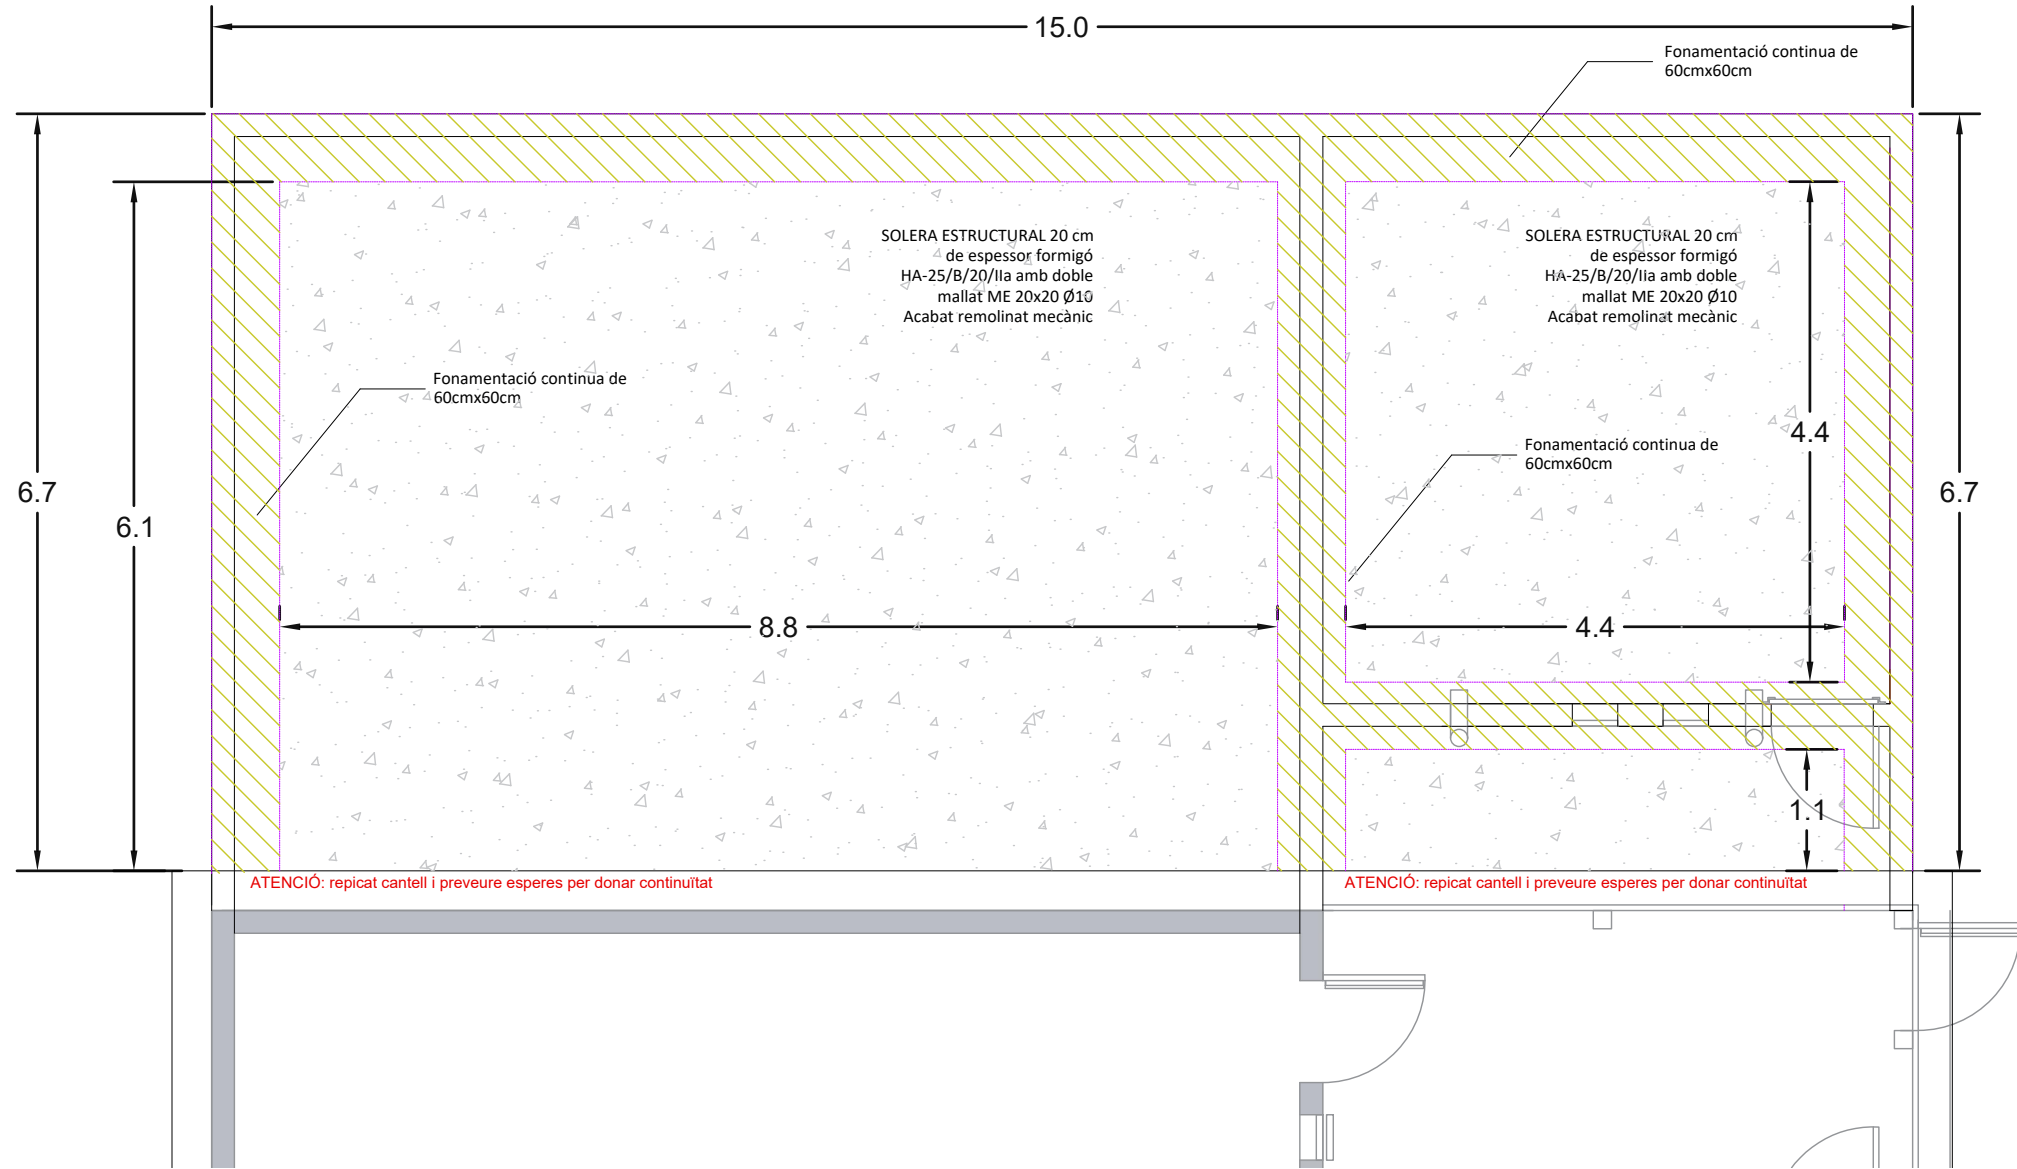 15.0
Fonamentació continua de
60cmx60cm
SOLERA ESTRUCTURAL 20 cm
de espessor formigó
HA-25/B/20/IIa amb doble
mallat ME 20x20 Ø10
Acabat remolinat mecànic
SOLERA ESTRUCTURAL 20 cm
de espessor formigó
HA-25/B/20/IIa amb doble
mallat ME 20x20 Ø10
Acabat remolinat mecànic
Fonamentació continua de
60cmx60cm
4.4
Fonamentació continua de
60cmx60cm
6.7
6.1
6.7
8.8
4.4
1.1
ATENCIÓ: repicat cantell i preveure esperes per donar continuïtat
ATENCIÓ: repicat cantell i preveure esperes per donar continuïtat